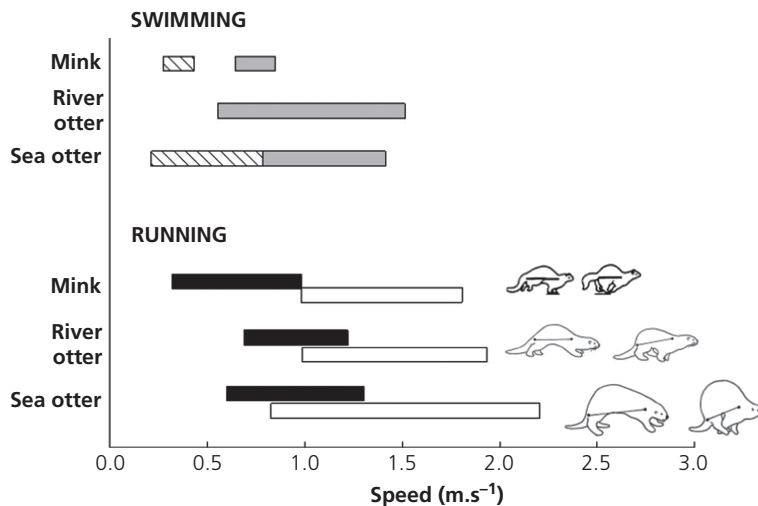 SWIMMING
Mink
River
otter
Sea otter
RUNNING
Mink
River
otter
Sea otter
0.0 0.5 1.0 1.5 2.0 2.5 3.0
Speed (m.s⁻¹)